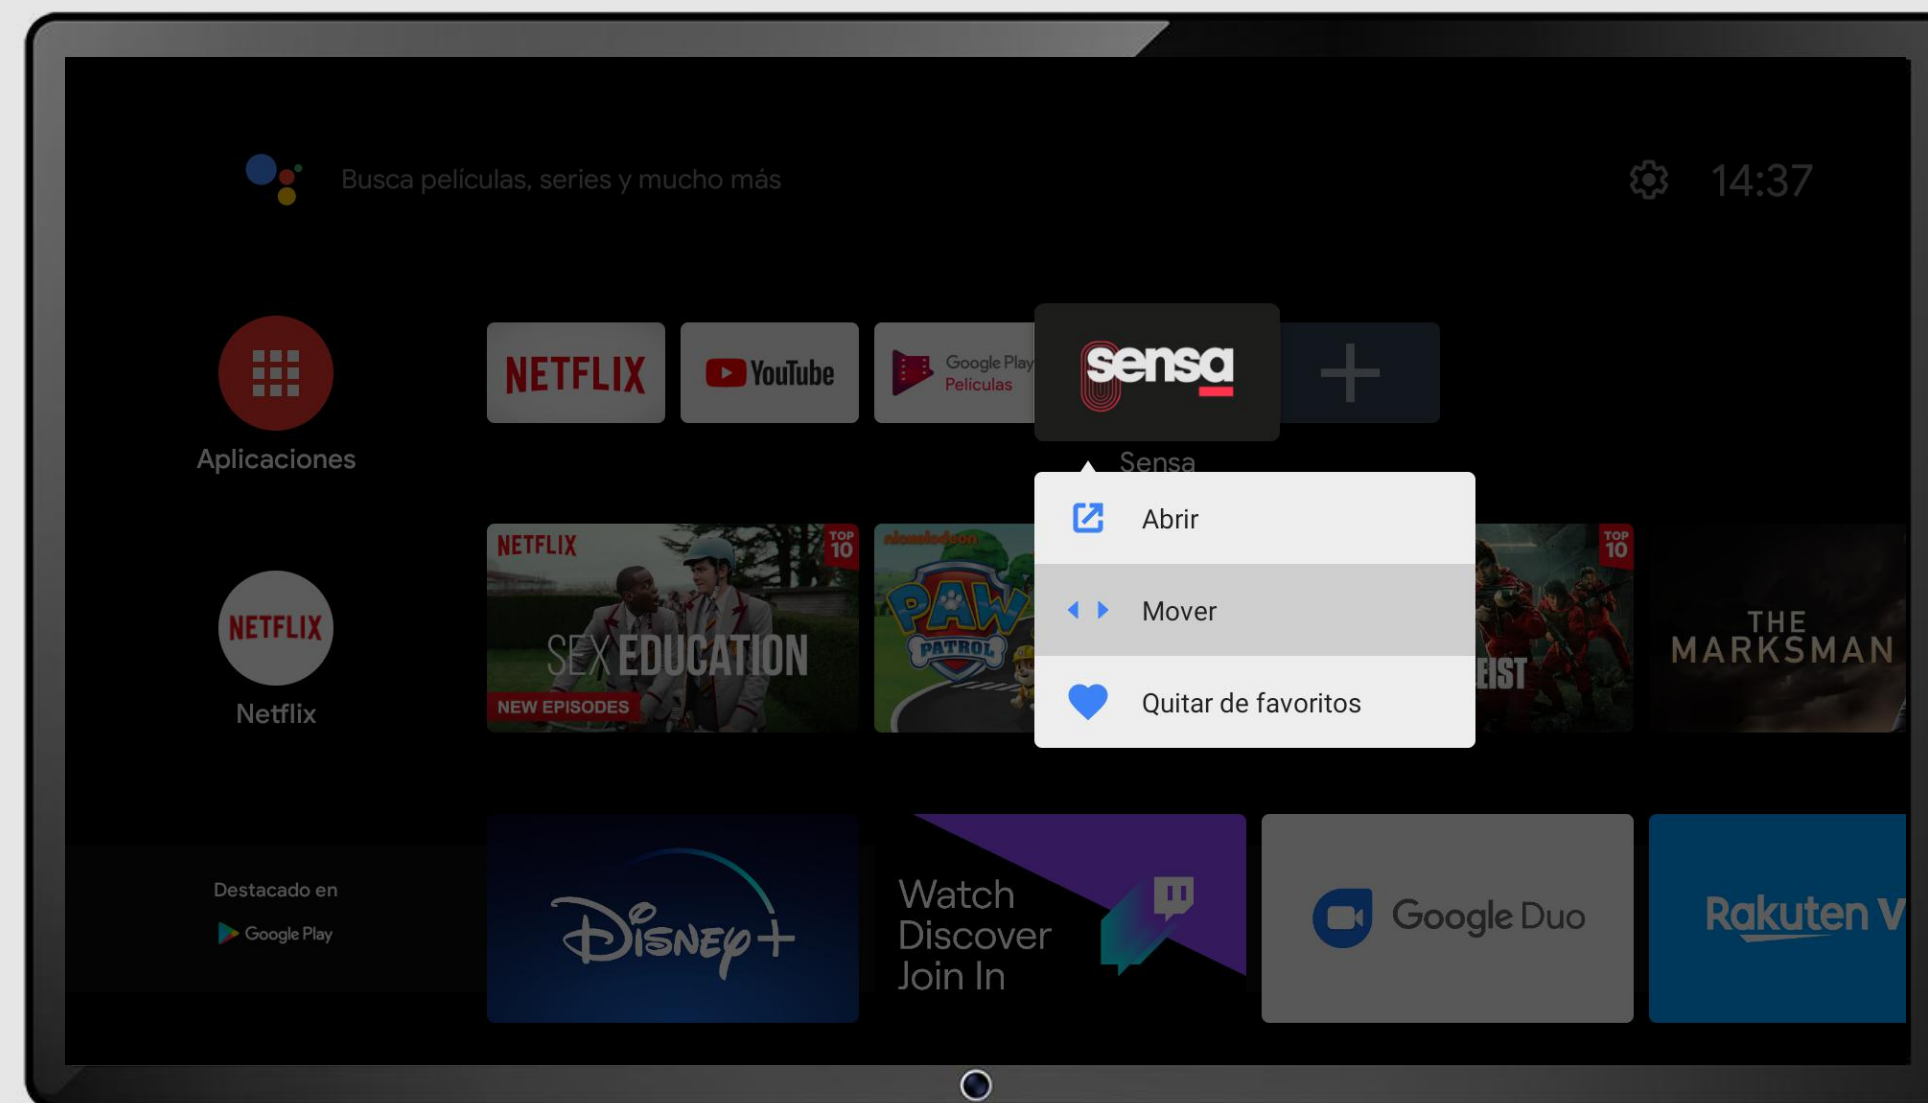 Busca películas, series y mucho más
14:37
NETFLIX
YouTube
Google Play
Películas
sensa
Aplicaciones
Sensa
Abrir
Mover
Quitar de favoritos
NETFLIX
TOP
10
SEX EDUCATION
NEW EPISODES
nickelodeon
PAW
PATROL
TOP
10
EIST
THE
MARKSMAN
NETFLIX
Netflix
Destacado en
Google Play
Disney+
Watch
Discover
Join In
Google Duo
Rakuten V